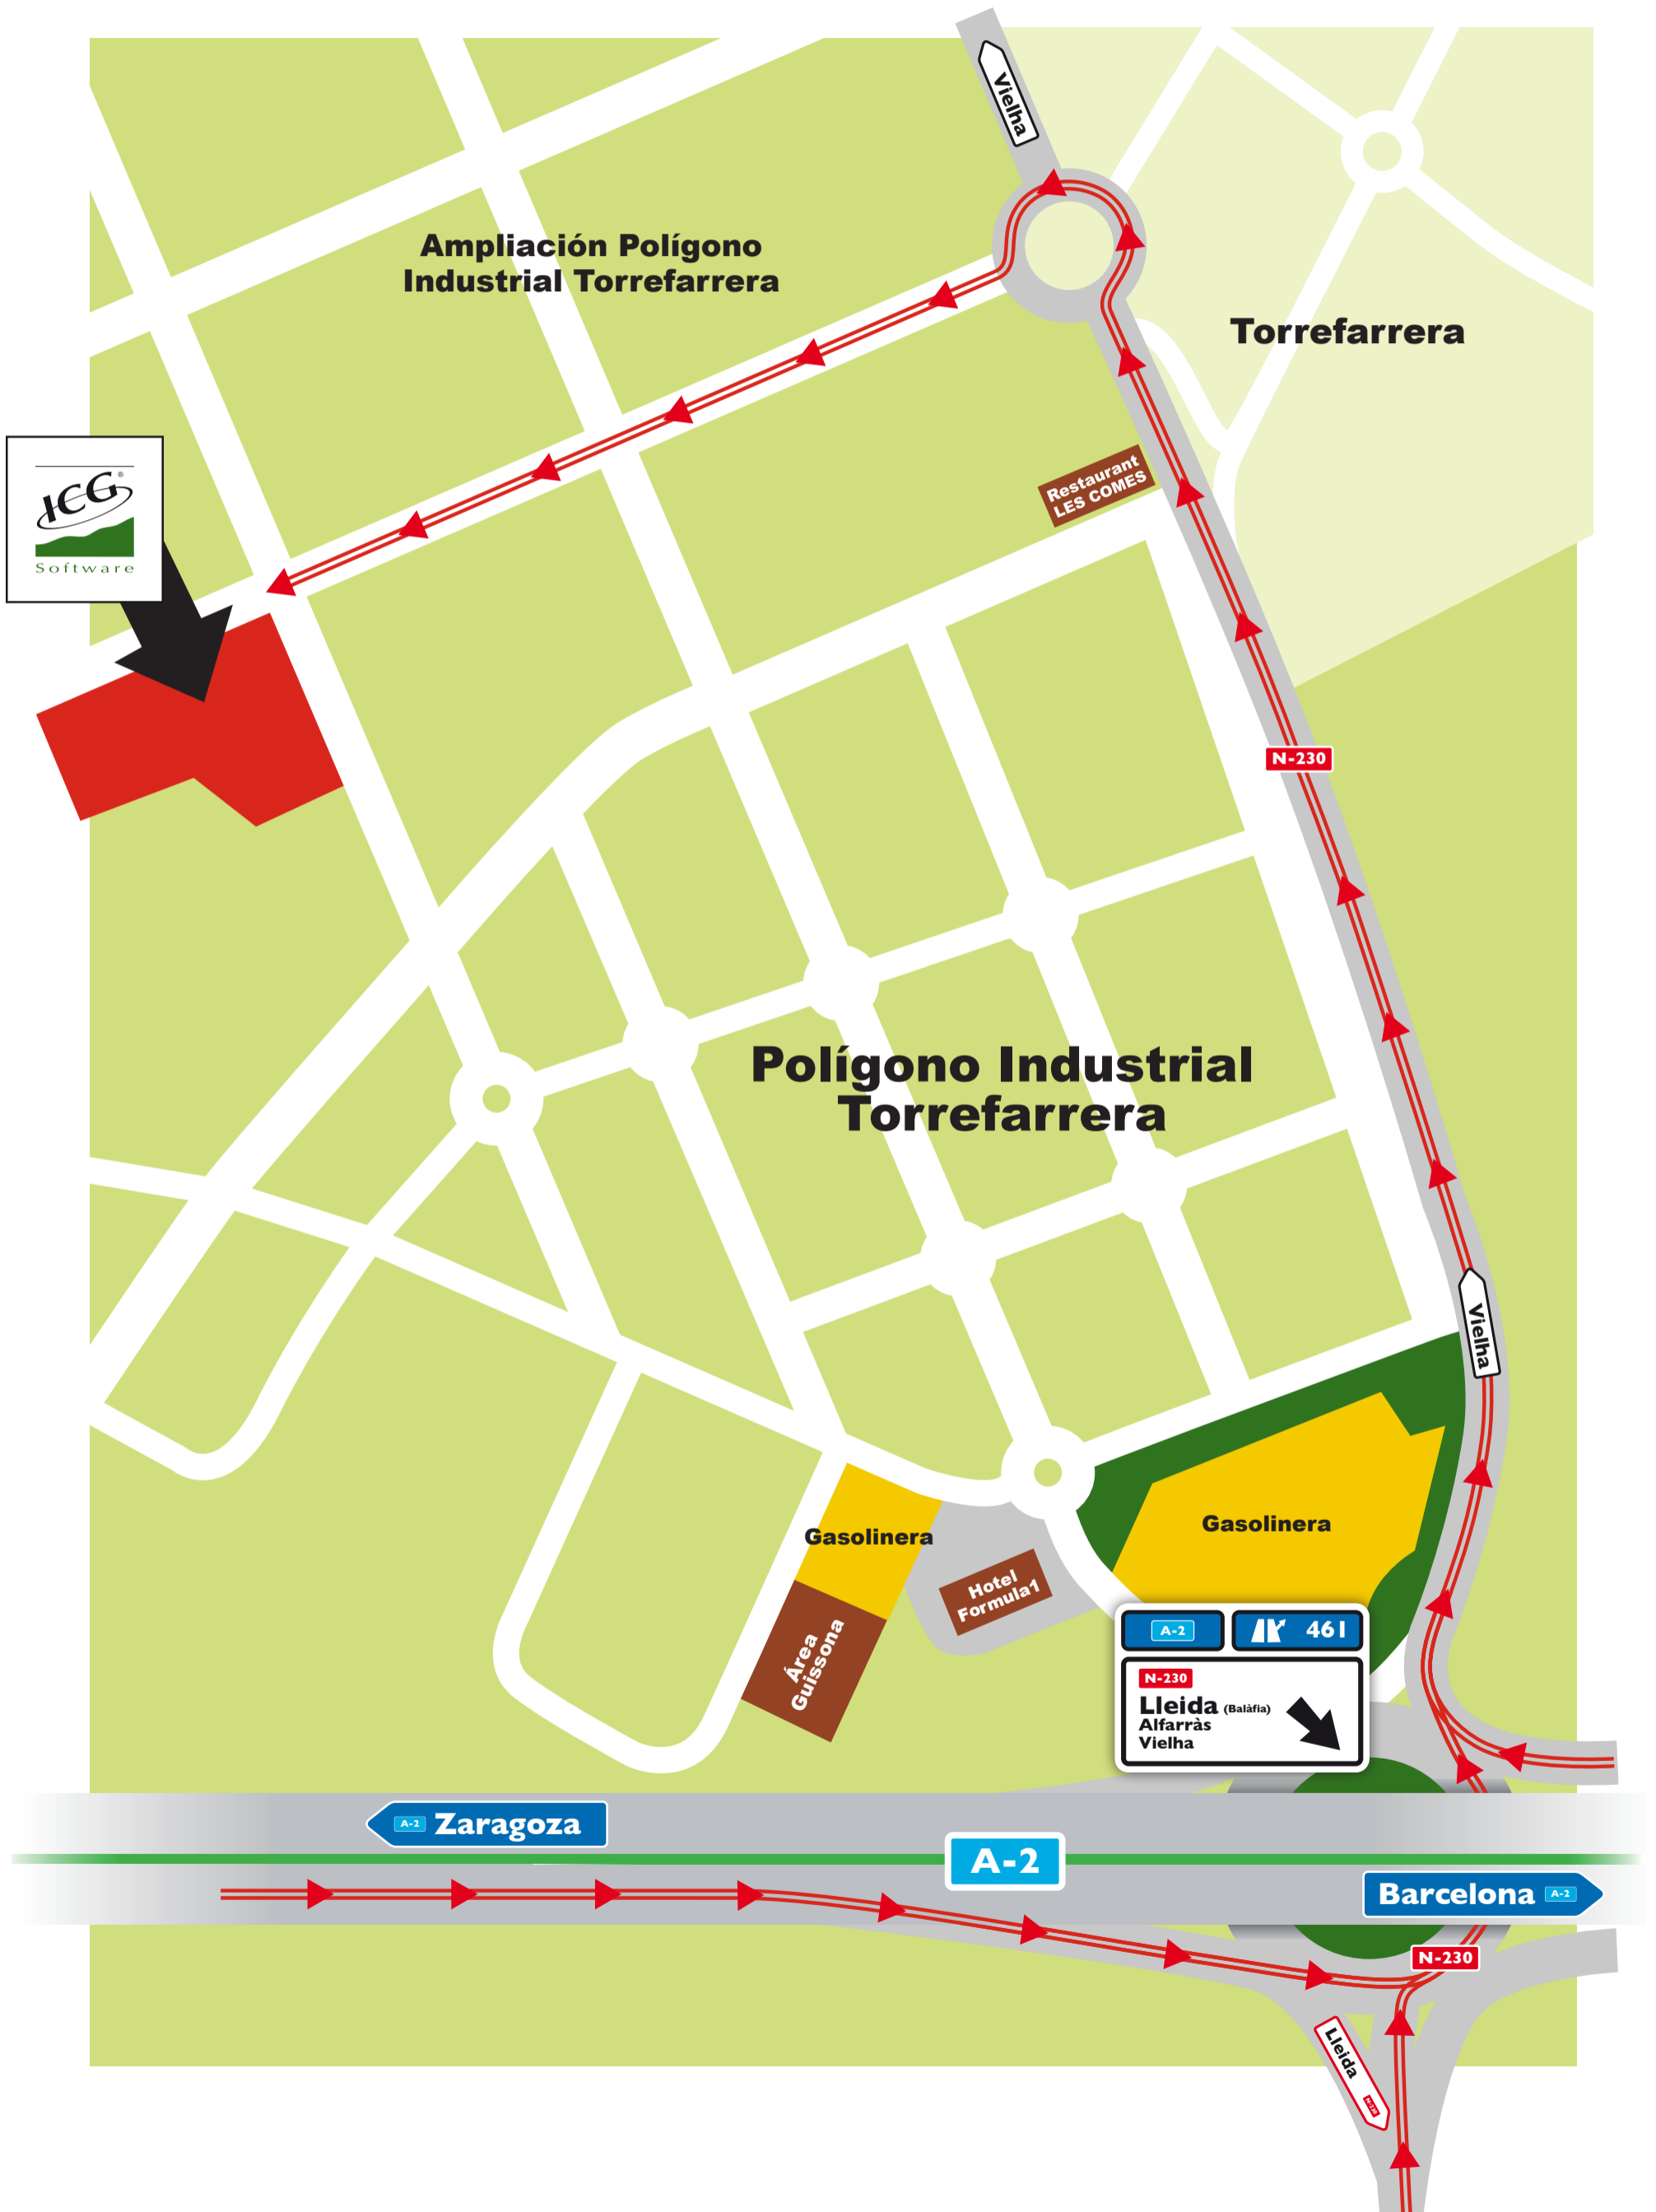 Vielha
Ampliación Polígono
Industrial Torrefarrera
Torrefarrera
ICG®
Software
Restaurant
LES COMES
N-230
Polígono Industrial
Torrefarrera
Vielha
Gasolinera
Gasolinera
Hotel
Formula1
Área
Guissona
A-2
461
N-230
Lleida (Balàfia)
Alfarràs
Vielha
A-2 Zaragoza
A-2
Barcelona A-2
N-230
Lleida
N-230